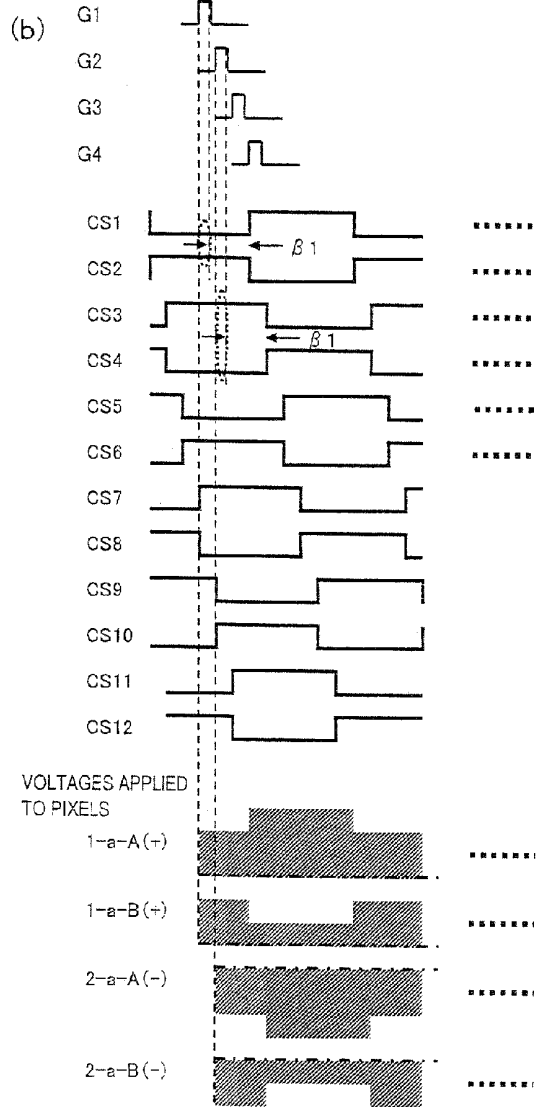 (b)
G1
G2
G3
G4
CS1
β1
CS2
CS3
β1
CS4
CS5
CS6
CS7
CS8
CS9
CS10
CS11
CS12
VOLTAGES APPLIED
TO PIXELS
1-a-A(+)
1-a-B(+)
2-a-A(-)
2-a-B(-)